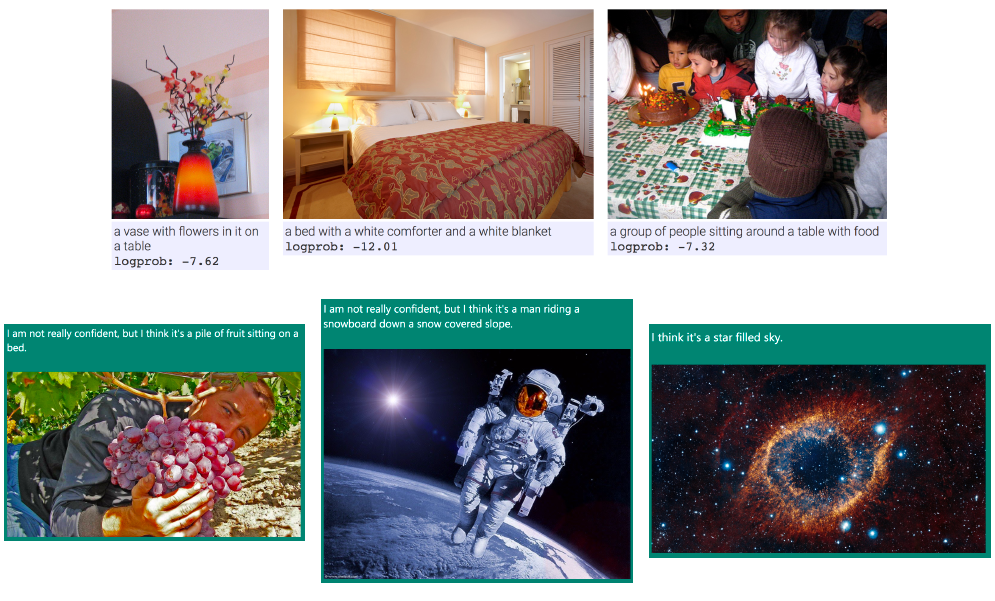 a vase with flowers in it on
a table
logprob: -7.62
a bed with a white comforter and a white blanket
logprob: -12.01
a group of people sitting around a table with food
logprob: -7.32
I am not really confident, but I think it's a pile of fruit sitting on a
bed.
I am not really confident, but I think it's a man riding a
snowboard down a snow covered slope.
I think it's a star filled sky.